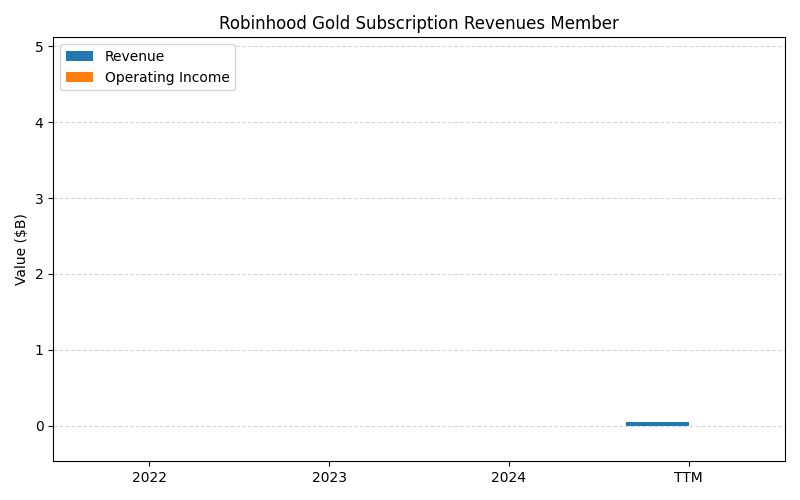 Robinhood Gold Subscription Revenues Member
Revenue
Operating Income
Value ($B)
5
4
3
2
1
0
2022 2023 2024 TTM